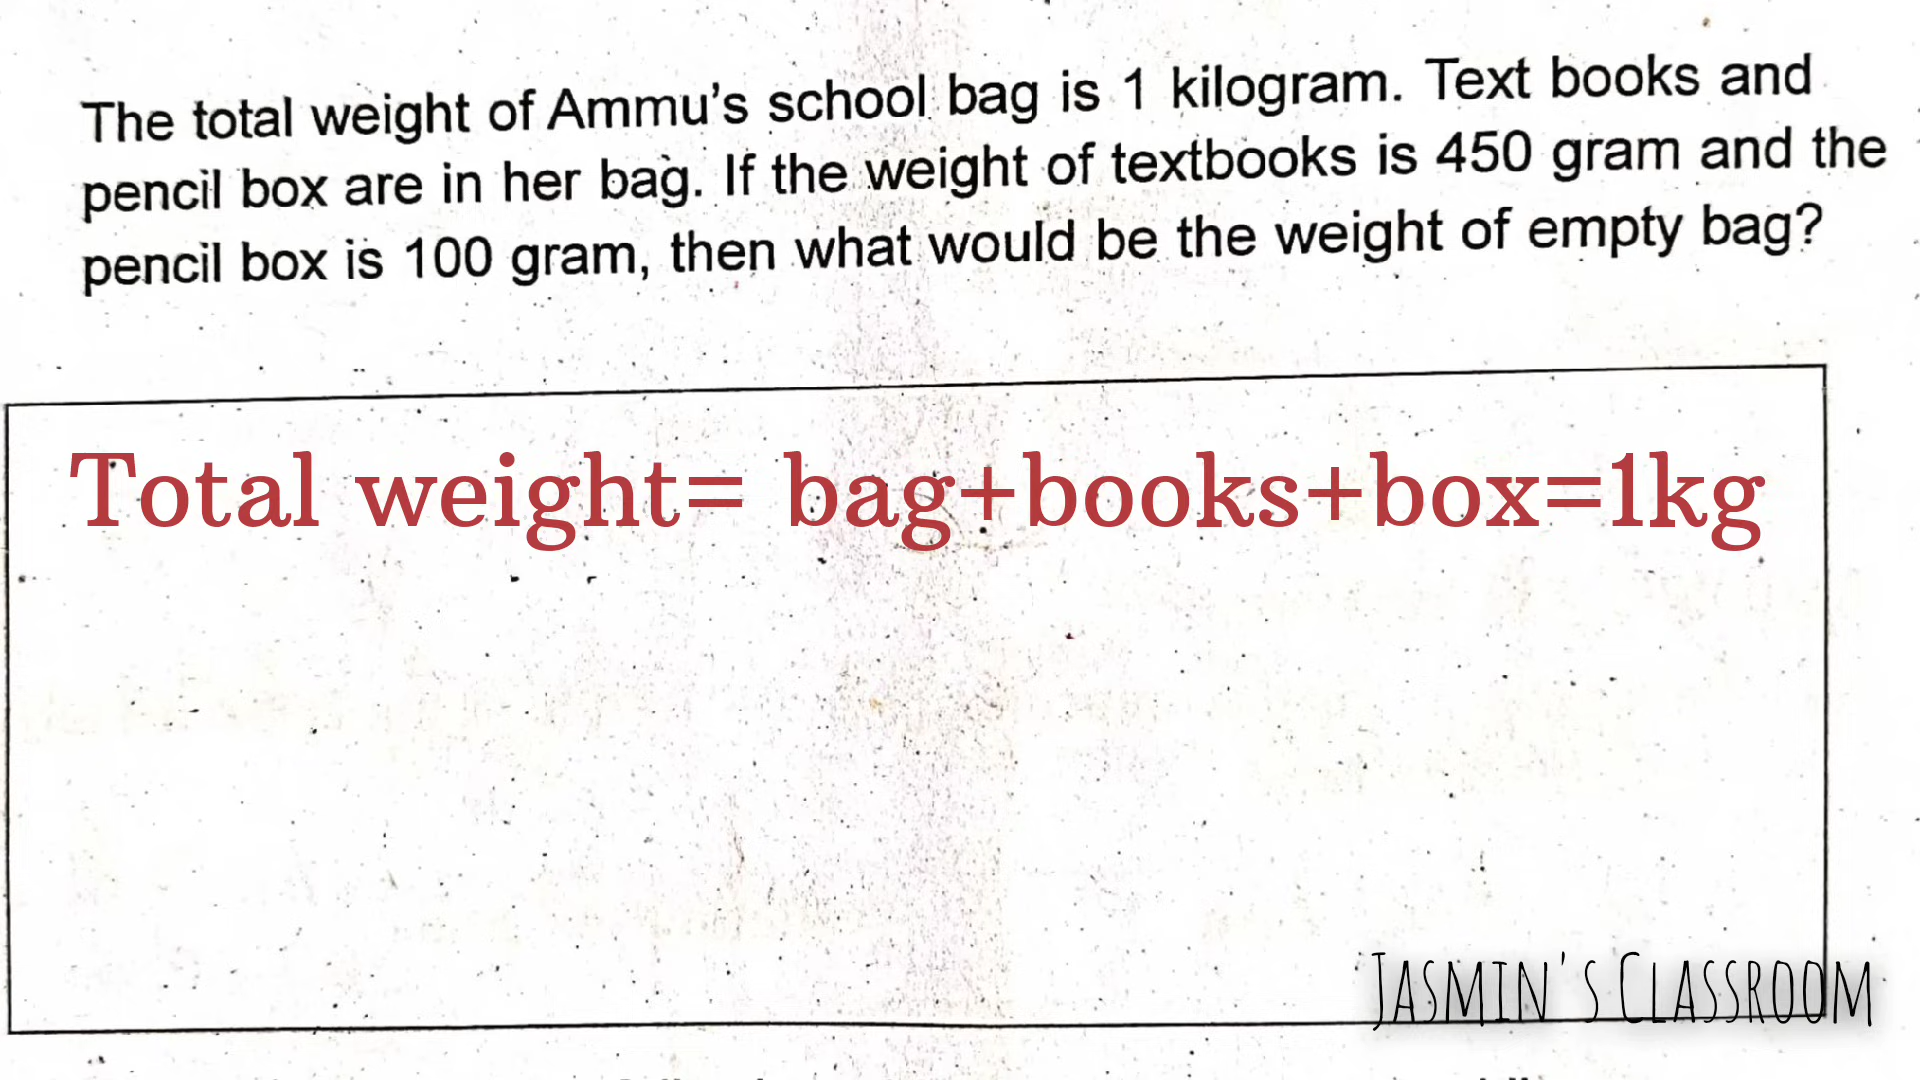 The total weight of Ammu's school bag is 1 kilogram. Text books and
pencil box are in her bag. If the weight of textbooks is 450 gram and the
pencil box is 100 gram, then what would be the weight of empty bag?
Total weight= bag+books+box=1kg
JASMIN'S CLASSROOM